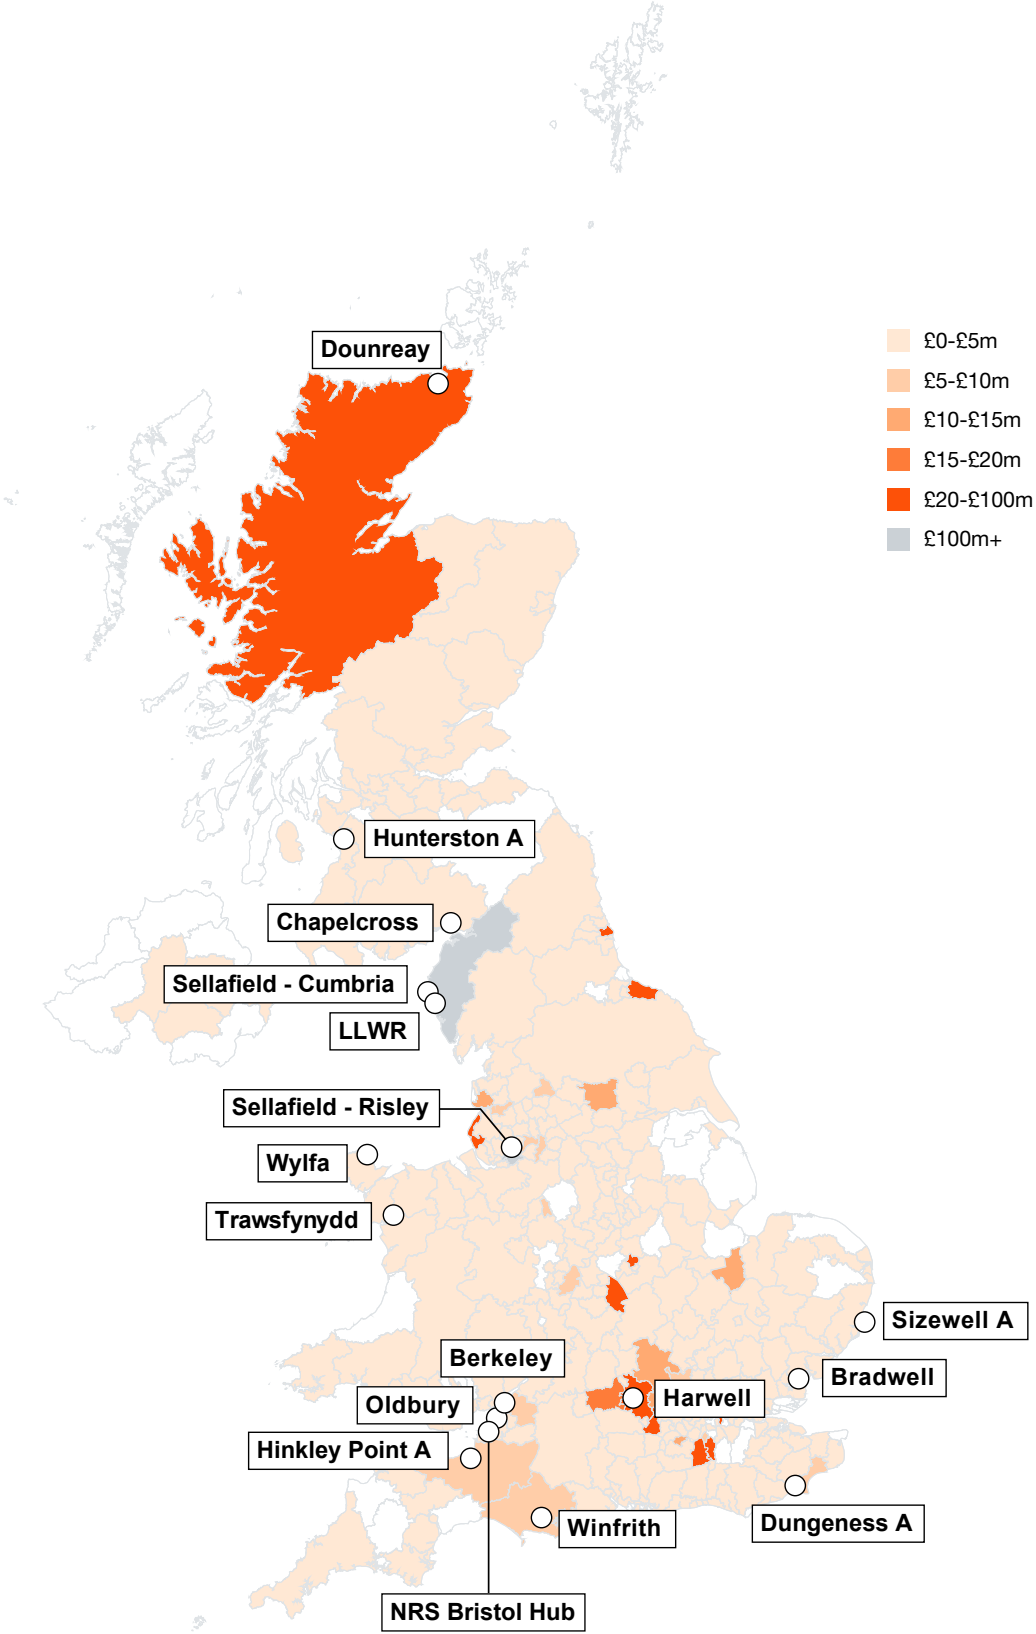 Dounreay
£0-£5m
£5-£10m
£10-£15m
£15-£20m
£20-£100m
£100m+
Hunterston A
Chapelcross
Sellafield - Cumbria
LLWR
Sellafield - Risley
Wylfa
Trawsfynydd
Sizewell A
Berkeley
Bradwell
Oldbury
Harwell
Hinkley Point A
Dungeness A
Winfrith
NRS Bristol Hub